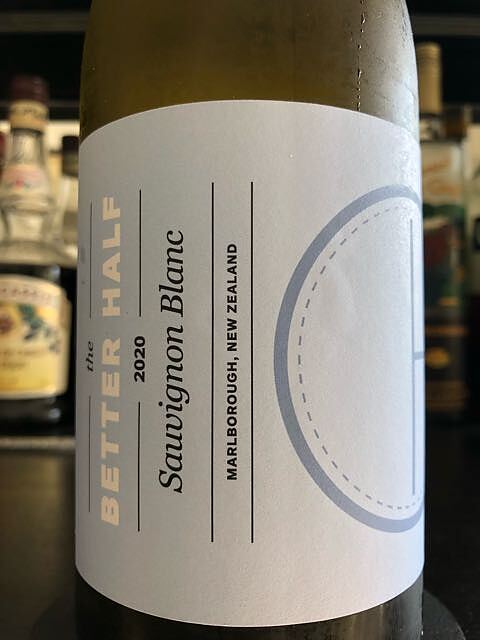 the
BETTER HALF
2020
Sauvignon Blanc
MARLBOROUGH, NEW ZEALAND